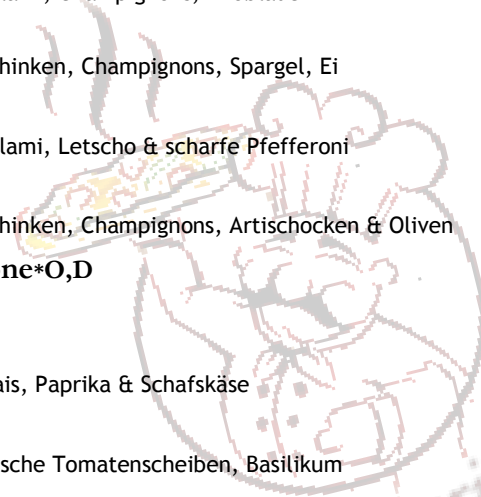 hinken, Champignons, Spargel, Ei
lami, Letscho & scharfe Pfefferoni
hinken, Champignons, Artischocken & Oliven
ne*O,D
ais, Paprika & Schafskäse
sche Tomatenscheiben, Basilikum